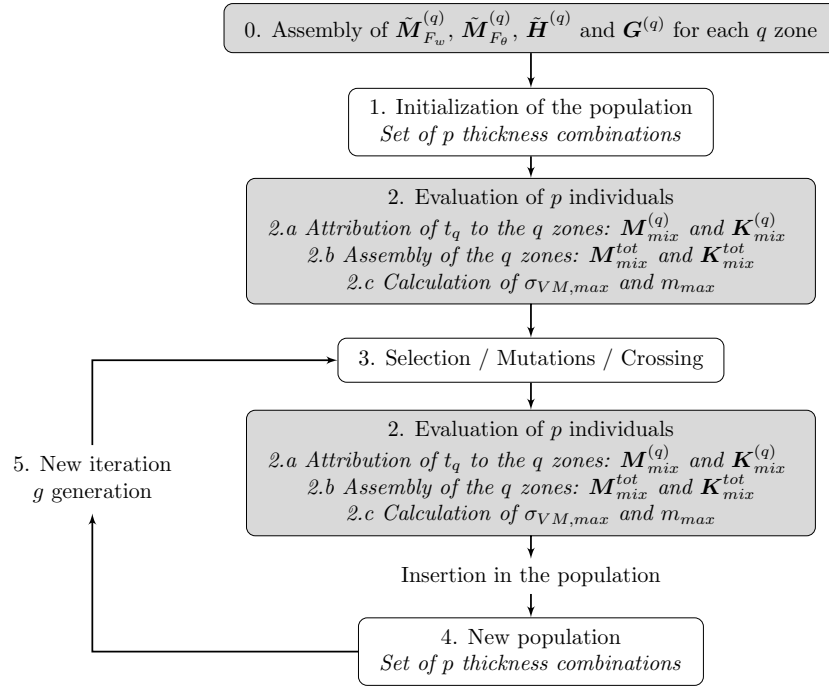 0. Assembly of M̃_{F_w}^{(q)}, M̃_{F_θ}^{(q)}, H̃^{(q)} and G^{(q)} for each q zone
1. Initialization of the population
Set of p thickness combinations
2. Evaluation of p individuals
2.a Attribution of t_q to the q zones: M_{mix}^{(q)} and K_{mix}^{(q)}
2.b Assembly of the q zones: M_{mix}^{tot} and K_{mix}^{tot}
2.c Calculation of σ_{VM,max} and m_{max}
3. Selection / Mutations / Crossing
2. Evaluation of p individuals
2.a Attribution of t_q to the q zones: M_{mix}^{(q)} and K_{mix}^{(q)}
2.b Assembly of the q zones: M_{mix}^{tot} and K_{mix}^{tot}
2.c Calculation of σ_{VM,max} and m_{max}
5. New iteration
g generation
Insertion in the population
4. New population
Set of p thickness combinations